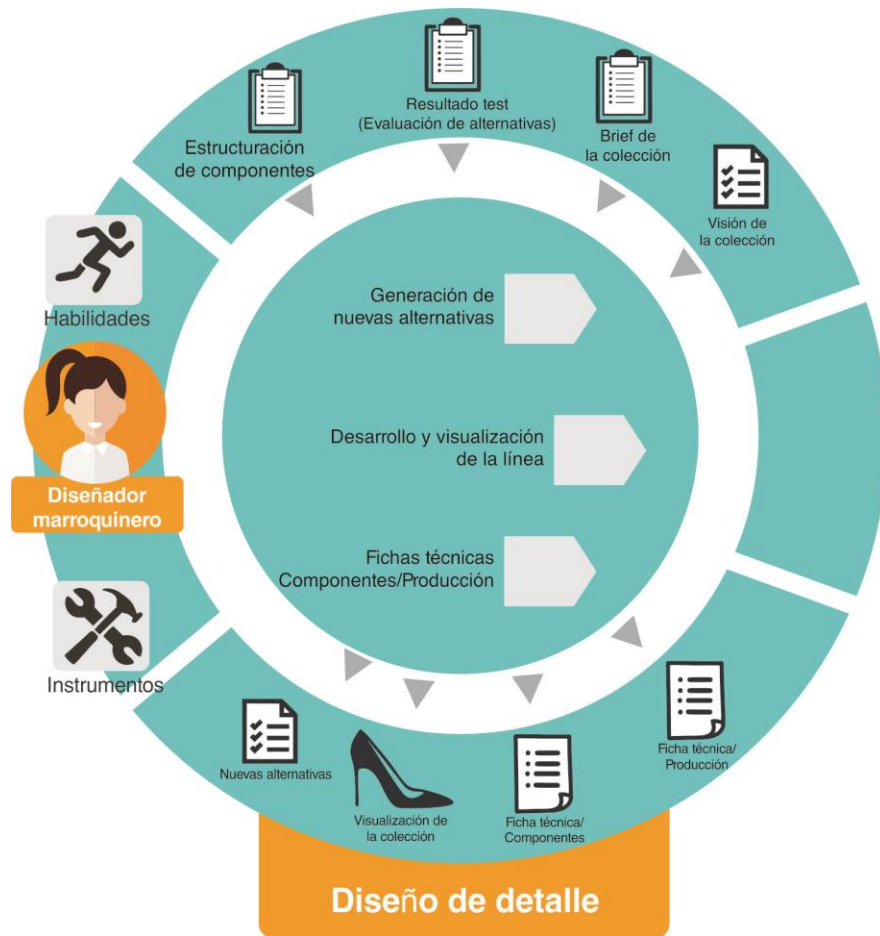 Estructuración
de componentes
Resultado test
(Evaluación de alternativas)
Brief de
la colección
Visión de
la colección
Habilidades
Diseñador
marroquinero
Instrumentos
Generación de
nuevas alternativas
Desarrollo y visualización
de la línea
Fichas técnicas
Componentes/Producción
Nuevas alternativas
Visualización de
la colección
Ficha técnica/
Componentes
Ficha técnica/
Producción
Diseño de detalle